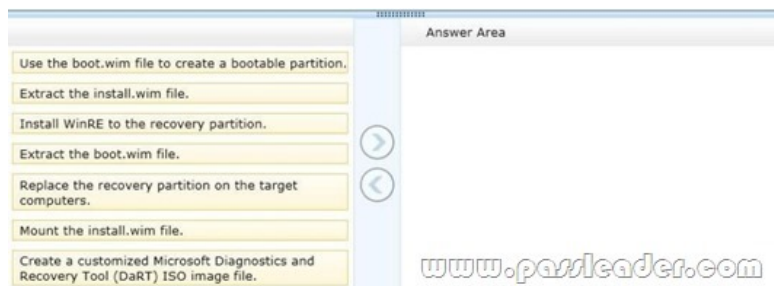 Answer Area
Use the boot.wim file to create a bootable partition.
Extract the install.wim file.
Install WinRE to the recovery partition.
Extract the boot.wim file.
Replace the recovery partition on the target
computers.
Mount the install.wim file.
Create a customized Microsoft Diagnostics and
Recovery Tool (DaRT) ISO image file.
www.passleader.com